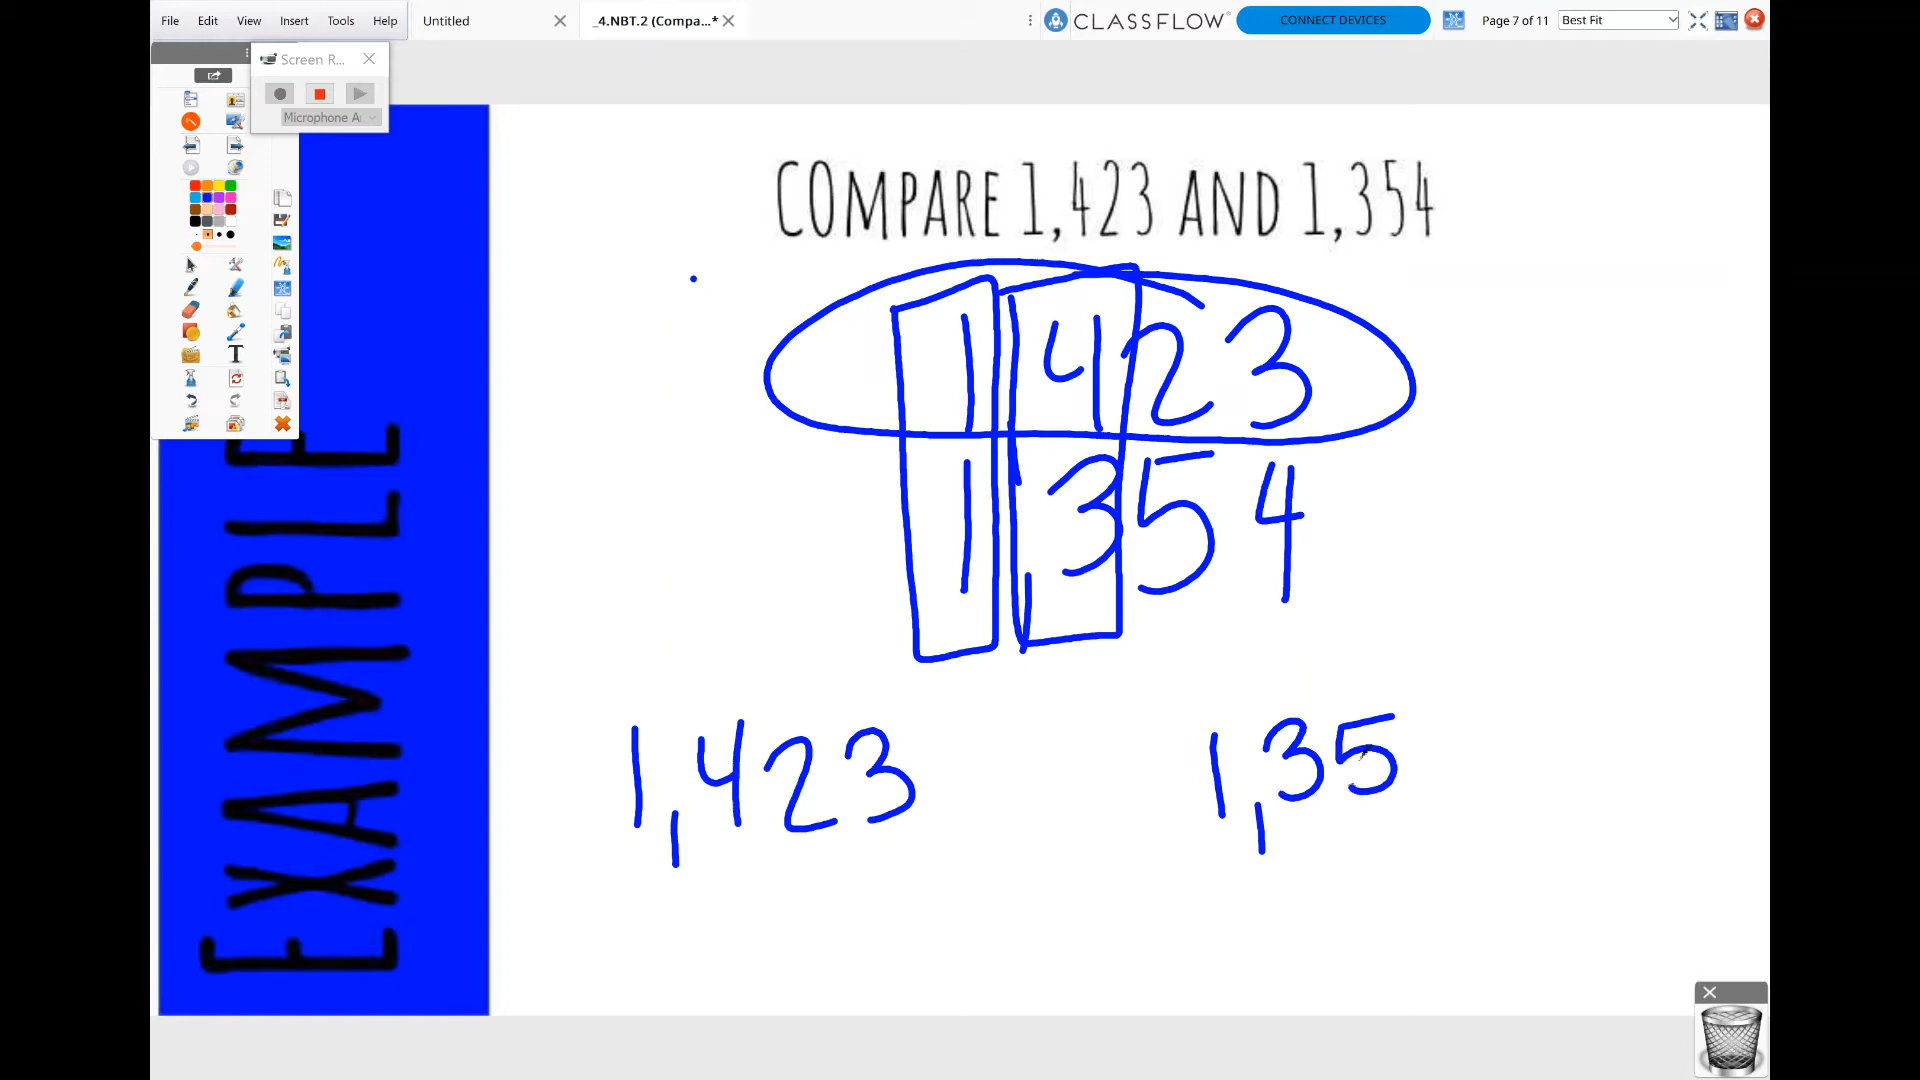 File Edit View Insert Tools Help
Untitled
_4.NBT.2 (Compa...*
CLASSFLOW
CONNECT DEVICES
Page 7 of 11
Best Fit
Screen R...
Microphone A
T
EXAMPLE
COMPARE 1,423 AND 1,354
1,423
1,354
1,423 1,35